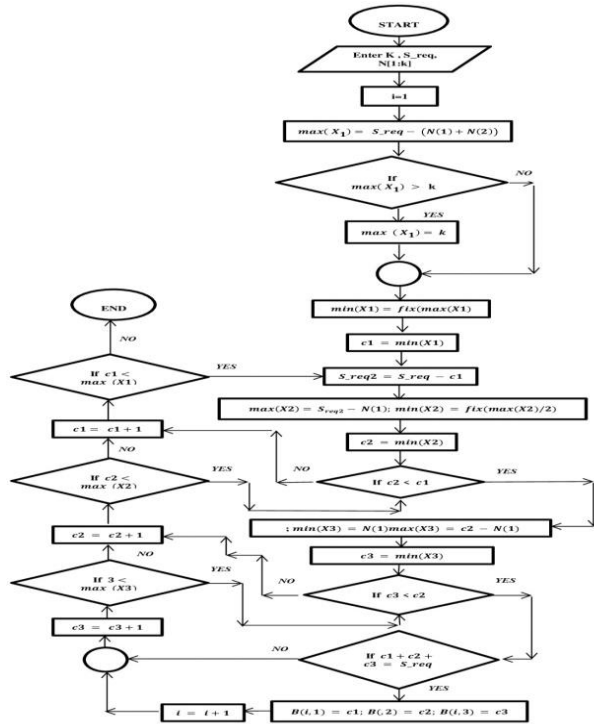 START
Enter K , S_req,
N[1:k]
i=1
max(X₁) = S_req − (N(1) + N(2))
If
max(X₁) > k
NO
YES
max (X₁) = k
min(X1) = fix(max(X1)
c1 = min(X1)
S_req2 = S_req − c1
max(X2) = S_req2 − N(1); min(X2) = fix(max(X2)/2)
c2 = min(X2)
If c2 < c1
NO
YES
; min(X3) = N(1)max(X3) = c2 − N(1)
c3 = min(X3)
If c3 < c2
NO
YES
If c1 + c2 +
c3 = S_req
NO
YES
B(i, 1) = c1; B(, 2) = c2; B(i, 3) = c3
i = i + 1
c3 = c3 + 1
If 3 <
max (X3)
NO
YES
c2 = c2 + 1
If c2 <
max (X2)
NO
YES
c1 = c1 + 1
If c1 <
max (X1)
YES
NO
END